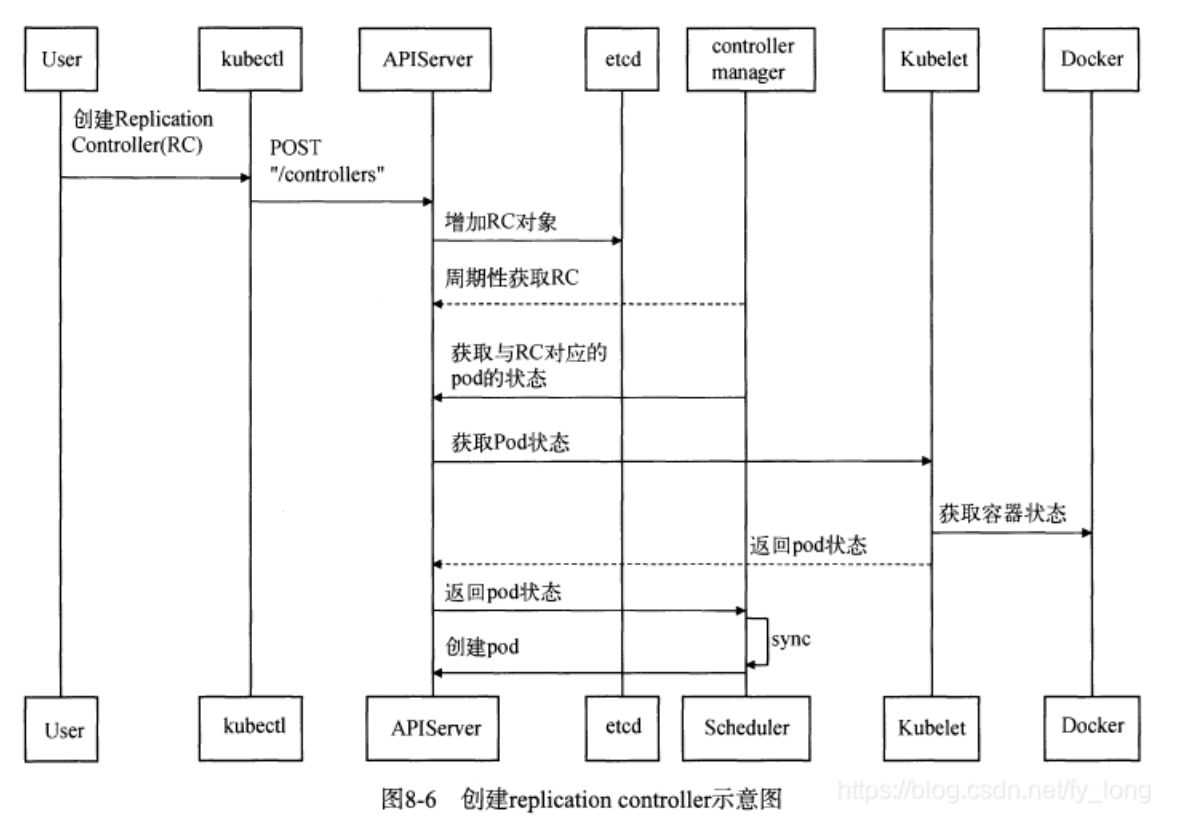 User
kubectl
APIServer
etcd
controller
manager
Kubelet
Docker
创建Replication
Controller(RC)
POST
"/controllers"
增加RC对象
周期性获取RC
获取与RC对应的
pod的状态
获取Pod状态
获取容器状态
返回pod状态
返回pod状态
sync
创建pod
User
kubectl
APIServer
etcd
Scheduler
Kubelet
Docker
图8-6 创建replication controller示意图
https://blog.csdn.net/fy_long